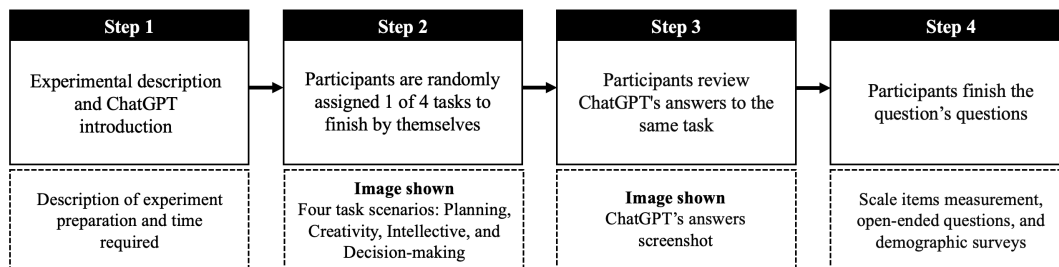 Step 1
Experimental description
and ChatGPT
introduction
Description of experiment
preparation and time
required
Step 2
Participants are randomly
assigned 1 of 4 tasks to
finish by themselves
Image shown
Four task scenarios: Planning,
Creativity, Intellective, and
Decision-making
Step 3
Participants review
ChatGPT's answers to the
same task
Image shown
ChatGPT’s answers
screenshot
Step 4
Participants finish the
question’s questions
Scale items measurement,
open-ended questions, and
demographic surveys